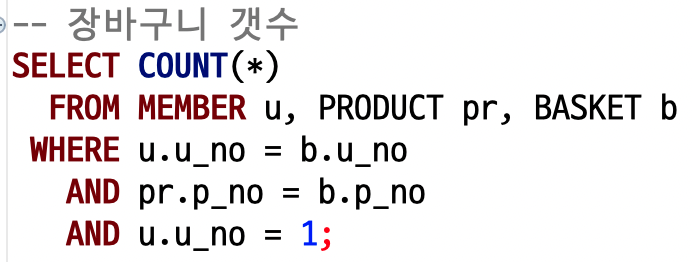 -- 장바구니 갯수
SELECT COUNT(*)
FROM MEMBER u, PRODUCT pr, BASKET b
WHERE u.u_no = b.u_no
AND pr.p_no = b.p_no
AND u.u_no = 1;